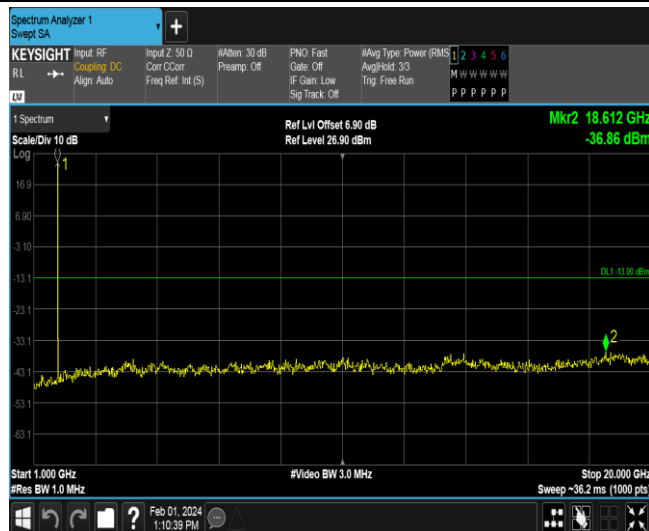 Spectrum Analyzer 1
Swept SA
+
KEYSIGHT Input: RF Input Z: 50 Ω #Atten: 30 dB PNO: Fast #Avg Type: Power (RMS 1 2 3 4 5 6
RL Coupling: DC Corr CCorr Preamp: Off Gate: Off Avg|Hold: 3/3 M W W W W W
Align: Auto Freq Ref: Int (S) IF Gain: Low Trig: Free Run
Sig Track: Off P P P P P P
LXI
1 Spectrum Ref Lvl Offset 6.90 dB Mkr2 18.612 GHz
Scale/Div 10 dB Ref Level 26.90 dBm -36.86 dBm
Log
1
16.9
6.90
-3.10
-13.1 DL1 -13.00 dBm
-23.1
-33.1
2
-43.1
-53.1
-63.1
Start 1.000 GHz #Video BW 3.0 MHz Stop 20.000 GHz
#Res BW 1.0 MHz Sweep ~36.2 ms (1000 pts)
? Feb 01, 2024
1:10:39 PM